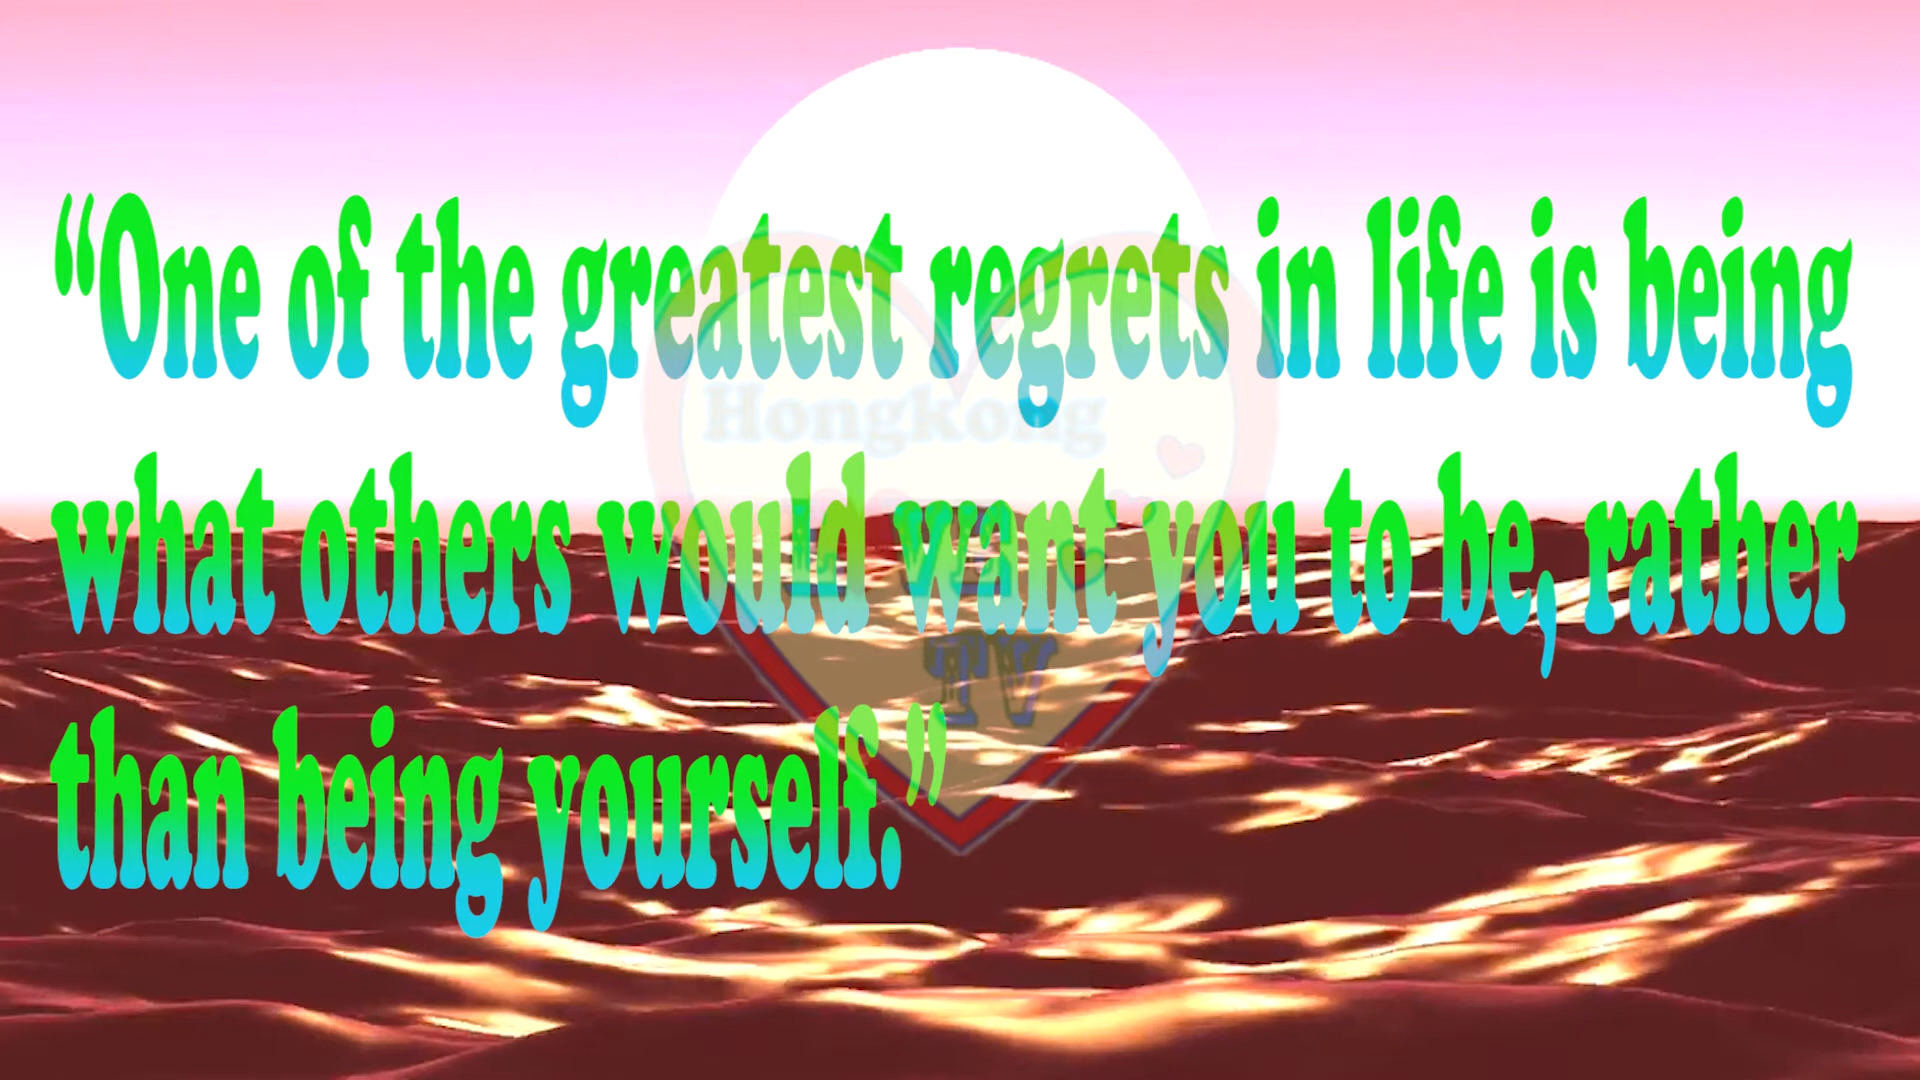 “One of the greatest regrets in life is being
what others would want you to be, rather
than being yourself.”
Hongkong
TV